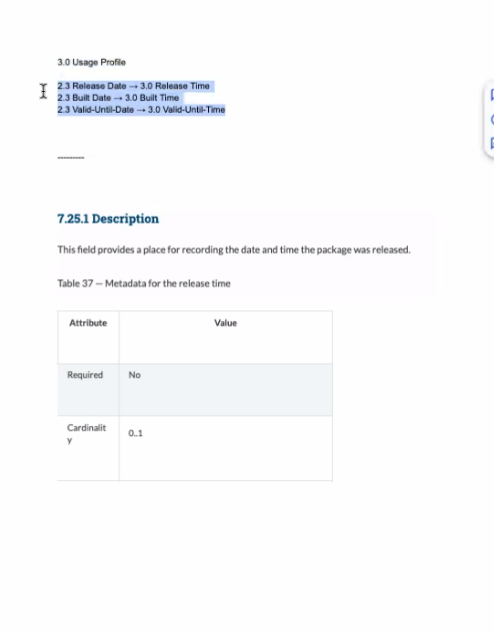 3.0 Usage Profile
2.3 Release Date → 3.0 Release Time
2.3 Built Date → 3.0 Built Time
2.3 Valid-Until-Date → 3.0 Valid-Until-Time
----------
7.25.1 Description
This field provides a place for recording the date and time the package was released.
Table 37 — Metadata for the release time
Attribute Value
Required No
Cardinalit
y 0..1